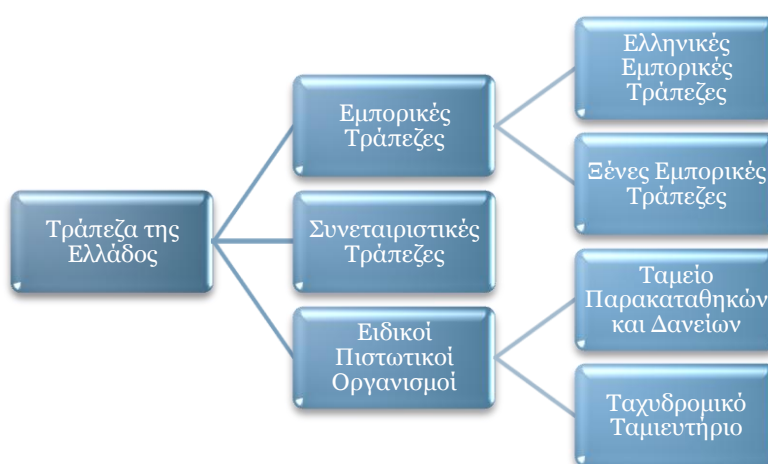 Τράπεζα της
Ελλάδος
Εμπορικές
Τράπεζες
Ελληνικές
Εμπορικές
Τράπεζες
Ξένες Εμπορικές
Τράπεζες
Συνεταιριστικές
Τράπεζες
Ειδικοί
Πιστωτικοί
Οργανισμοί
Ταμείο
Παρακαταθηκών
και Δανείων
Ταχυδρομικό
Ταμιευτήριο